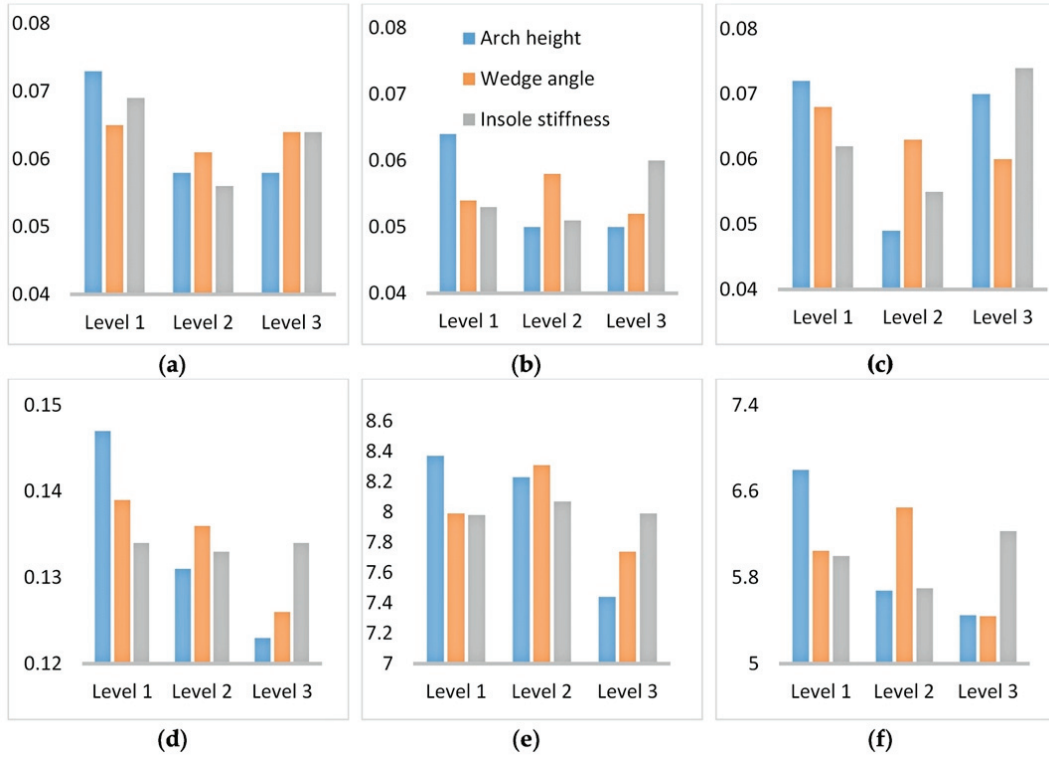 0.08
0.07
0.06
0.05
0.04
Level 1 Level 2 Level 3
(a)
0.08
0.07
0.06
0.05
0.04
Arch height
Wedge angle
Insole stiffness
Level 1 Level 2 Level 3
(b)
0.08
0.07
0.06
0.05
0.04
Level 1 Level 2 Level 3
(c)
0.15
0.14
0.13
0.12
Level 1 Level 2 Level 3
(d)
8.6
8.4
8.2
8
7.8
7.6
7.4
7.2
7
Level 1 Level 2 Level 3
(e)
7.4
6.6
5.8
5
Level 1 Level 2 Level 3
(f)